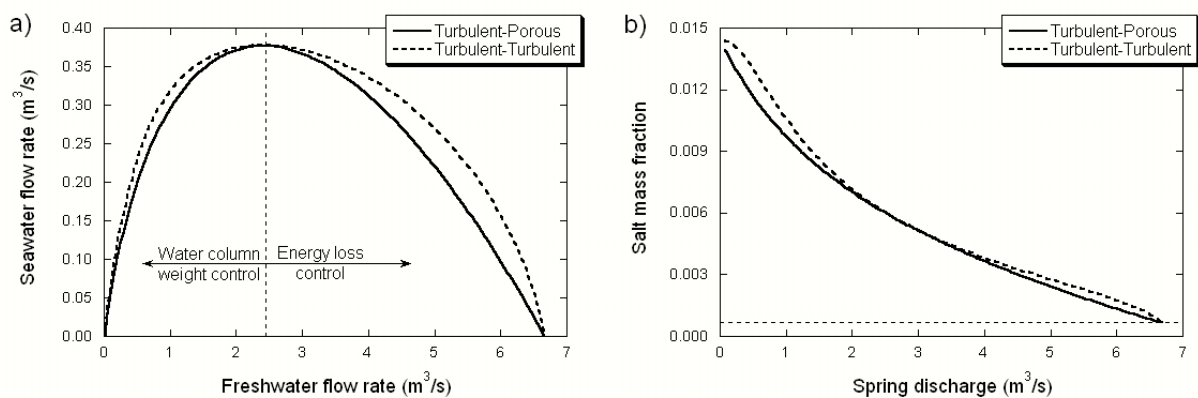 a)
0.40
0.35
0.30
0.25
0.20
0.15
0.10
0.05
0.00
Seawater flow rate (m³/s)
Turbulent-Porous
Turbulent-Turbulent
Water column
weight control
Energy loss
control
0 1 2 3 4 5 6 7
Freshwater flow rate (m³/s)
b)
0.015
0.012
0.009
0.006
0.003
0.000
Salt mass fraction
Turbulent-Porous
Turbulent-Turbulent
0 1 2 3 4 5 6 7
Spring discharge (m³/s)